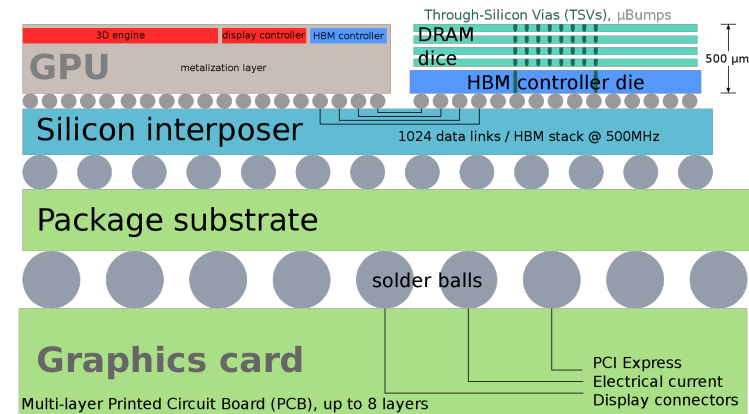 Through-Silicon Vias (TSVs), µBumps
3D engine
display controller
HBM controller
GPU
metalization layer
DRAM
dice
HBM controller die
500 µm
Silicon interposer
1024 data links / HBM stack @ 500MHz
Package substrate
solder balls
Graphics card
PCI Express
Electrical current
Display connectors
Multi-layer Printed Circuit Board (PCB), up to 8 layers